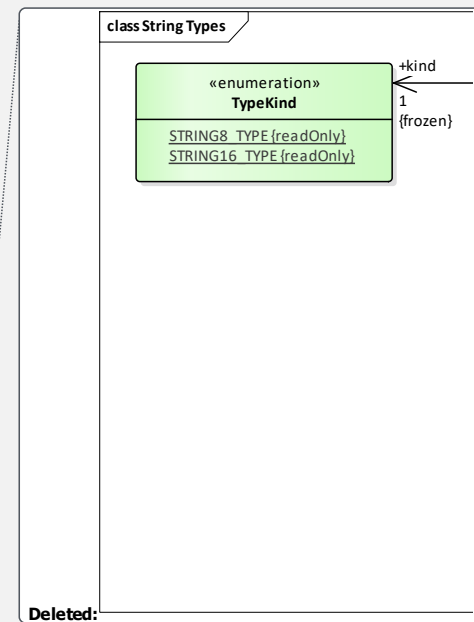 class String Types
+kind
«enumeration»
TypeKind
1
{frozen}
STRING8_TYPE {readOnly}
STRING16_TYPE {readOnly}
Deleted: